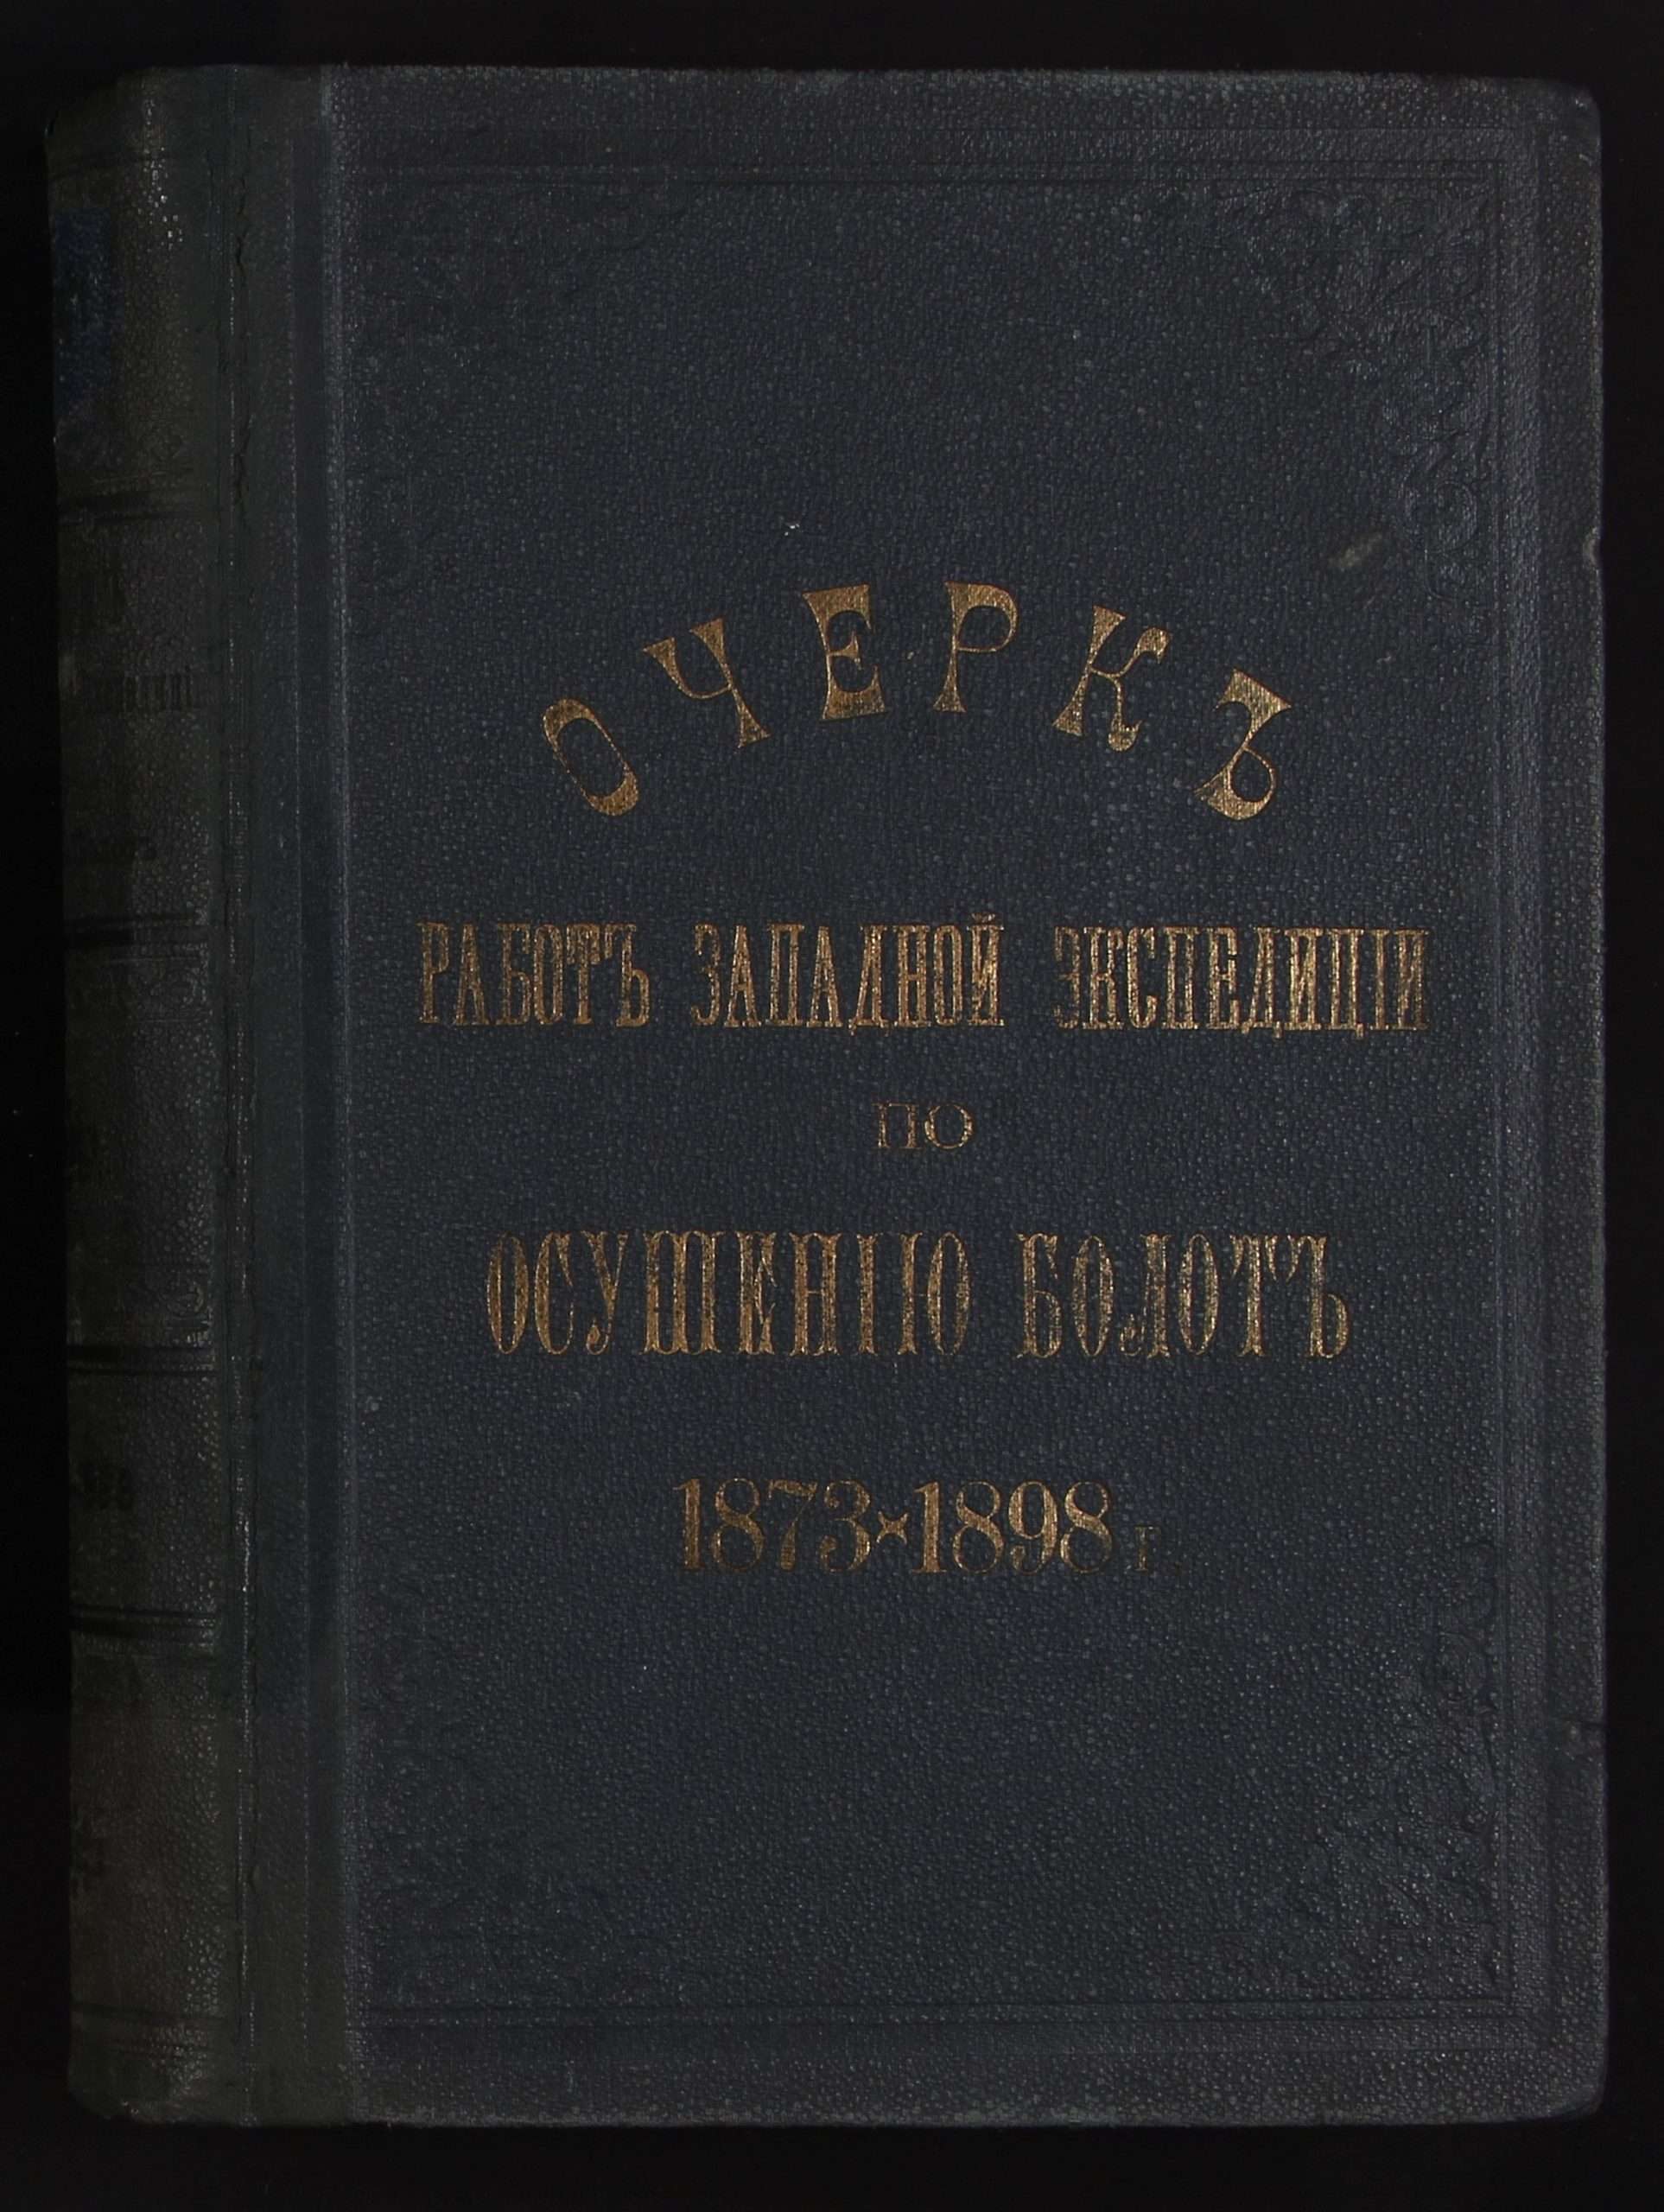 ОЧЕРКЪ
РАБОТЪ ЗАПАДНОЙ ЭКСПЕДИЦІИ
ПО
ОСУШЕНІЮ БОЛОТЪ
1873×1898 г.